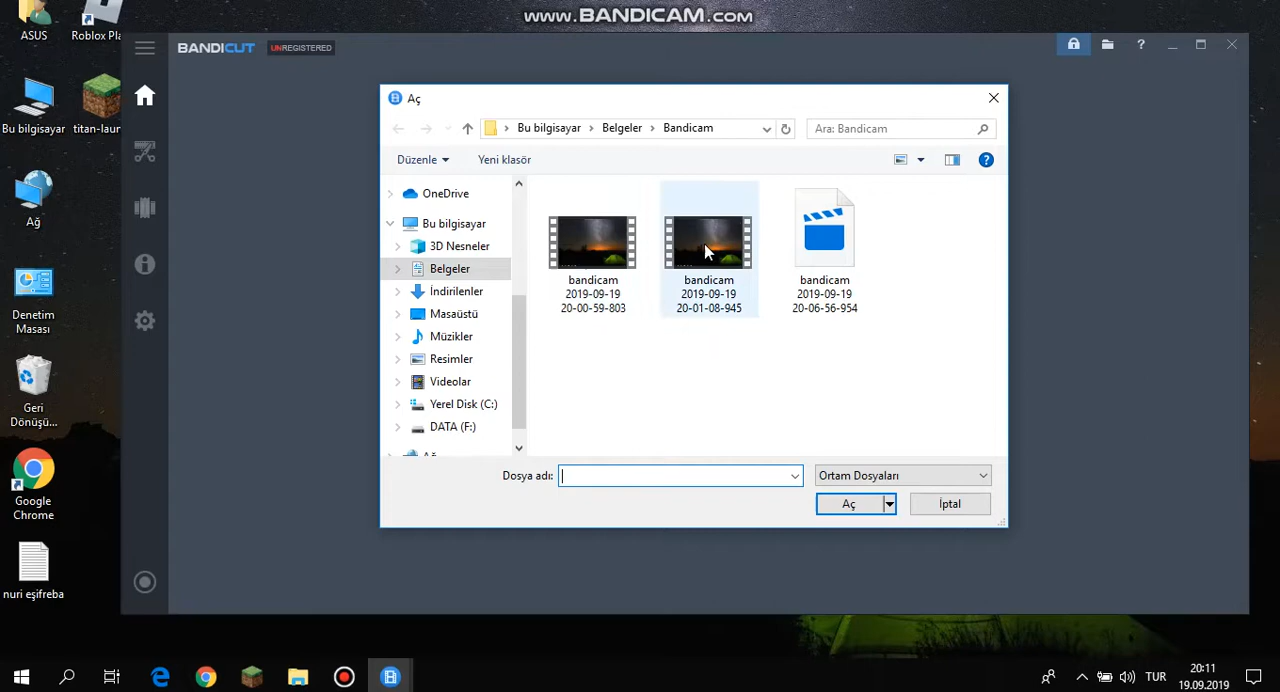 www.BANDICAM.com
ASUS
Roblox Pla
BANDICUT
UNREGISTERED
?
Aç
Bu bilgisayar
titan-laun
Bu bilgisayar
Belgeler
Bandicam
Ara: Bandicam
Düzenle
Yeni klasör
?
OneDrive
Bu bilgisayar
3D Nesneler
Belgeler
İndirilenler
Masaüstü
Müzikler
Resimler
Videolar
Yerel Disk (C:)
DATA (F:)
Ağ
bandicam
2019-09-19
20-00-59-803
bandicam
2019-09-19
20-01-08-945
bandicam
2019-09-19
20-06-56-954
Dosya adı:
Ortam Dosyaları
Aç
İptal
Ağ
Denetim
Masası
Geri
Dönüşü...
Google
Chrome
nuri eşifreba
TUR
20:11
19.09.2019